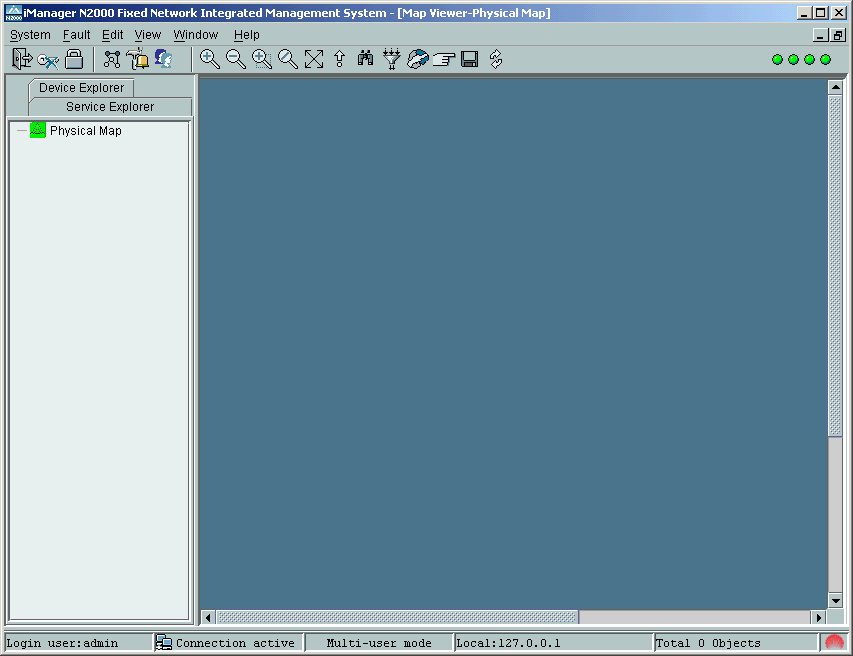 iManager N2000 Fixed Network Integrated Management System - [Map Viewer-Physical Map]
System Fault Edit View Window Help
Device Explorer
Service Explorer
Physical Map
Login user:admin Connection active Multi-user mode Local:127.0.0.1 Total 0 Objects